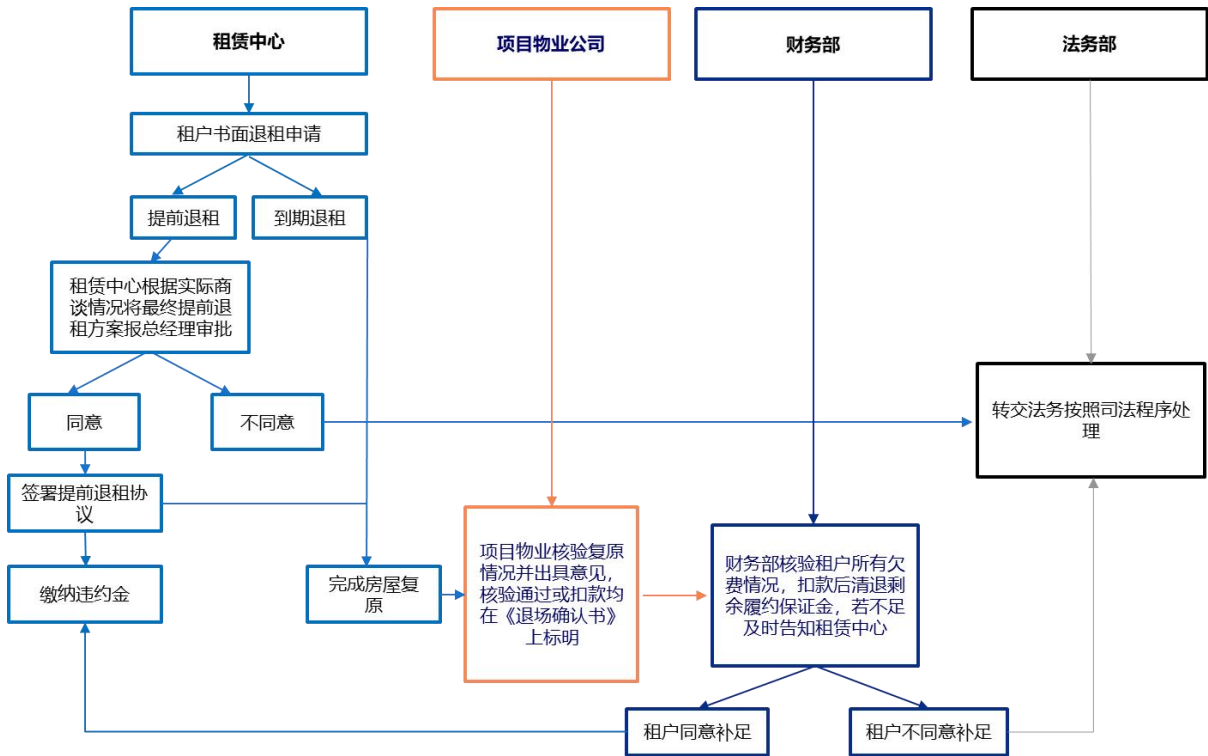 租赁中心
项目物业公司
财务部
法务部
租户书面退租申请
提前退租
到期退租
租赁中心根据实际商
谈情况将最终提前退
租方案报总经理审批
同意
不同意
转交法务按照司法程序处
理
签署提前退租协
议
缴纳违约金
完成房屋复
原
项目物业核验复原
情况并出具意见，
核验通过或扣款均
在《退场确认书》
上标明
财务部核验租户所有欠
费情况，扣款后清退剩
余履约保证金，若不足
及时告知租赁中心
租户同意补足
租户不同意补足